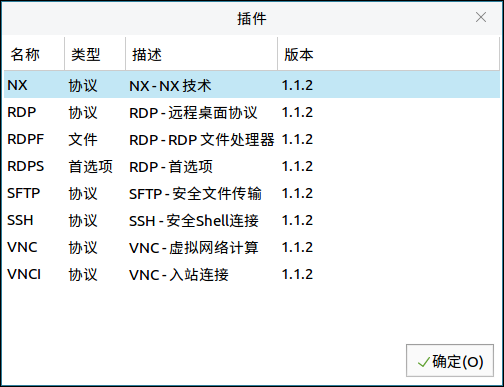 插件
名称 类型 描述 版本
NX 协议 NX - NX 技术 1.1.2
RDP 协议 RDP - 远程桌面协议 1.1.2
RDPF 文件 RDP - RDP 文件处理器 1.1.2
RDPS 首选项 RDP - 首选项 1.1.2
SFTP 协议 SFTP - 安全文件传输 1.1.2
SSH 协议 SSH - 安全Shell连接 1.1.2
VNC 协议 VNC - 虚拟网络计算 1.1.2
VNCI 协议 VNC - 入站连接 1.1.2
确定(O)